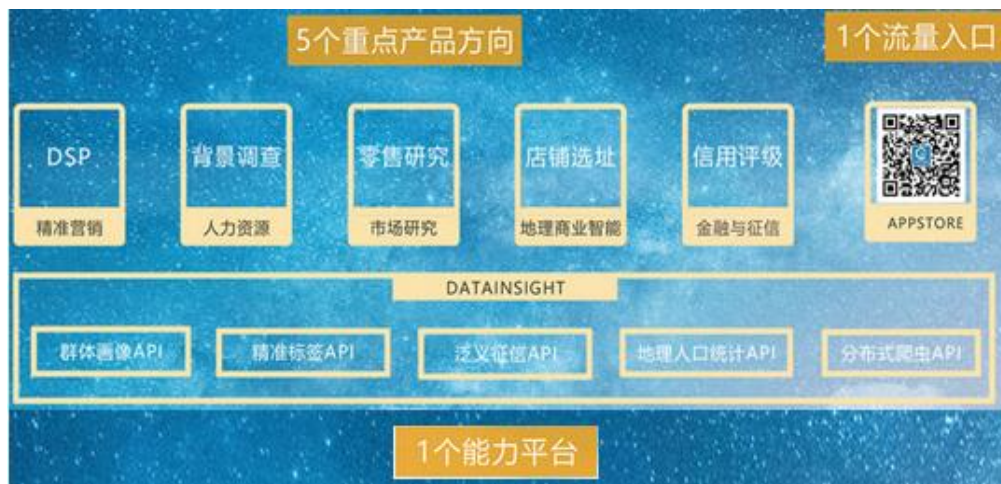 5个重点产品方向
1个流量入口
DSP
背景调查
零售研究
店铺选址
信用评级
精准营销
人力资源
市场研究
地理商业智能
金融与征信
APPSTORE
DATAINSIGHT
群体画像API
精准标签API
泛义征信API
地理人口统计API
分布式爬虫API
1个能力平台